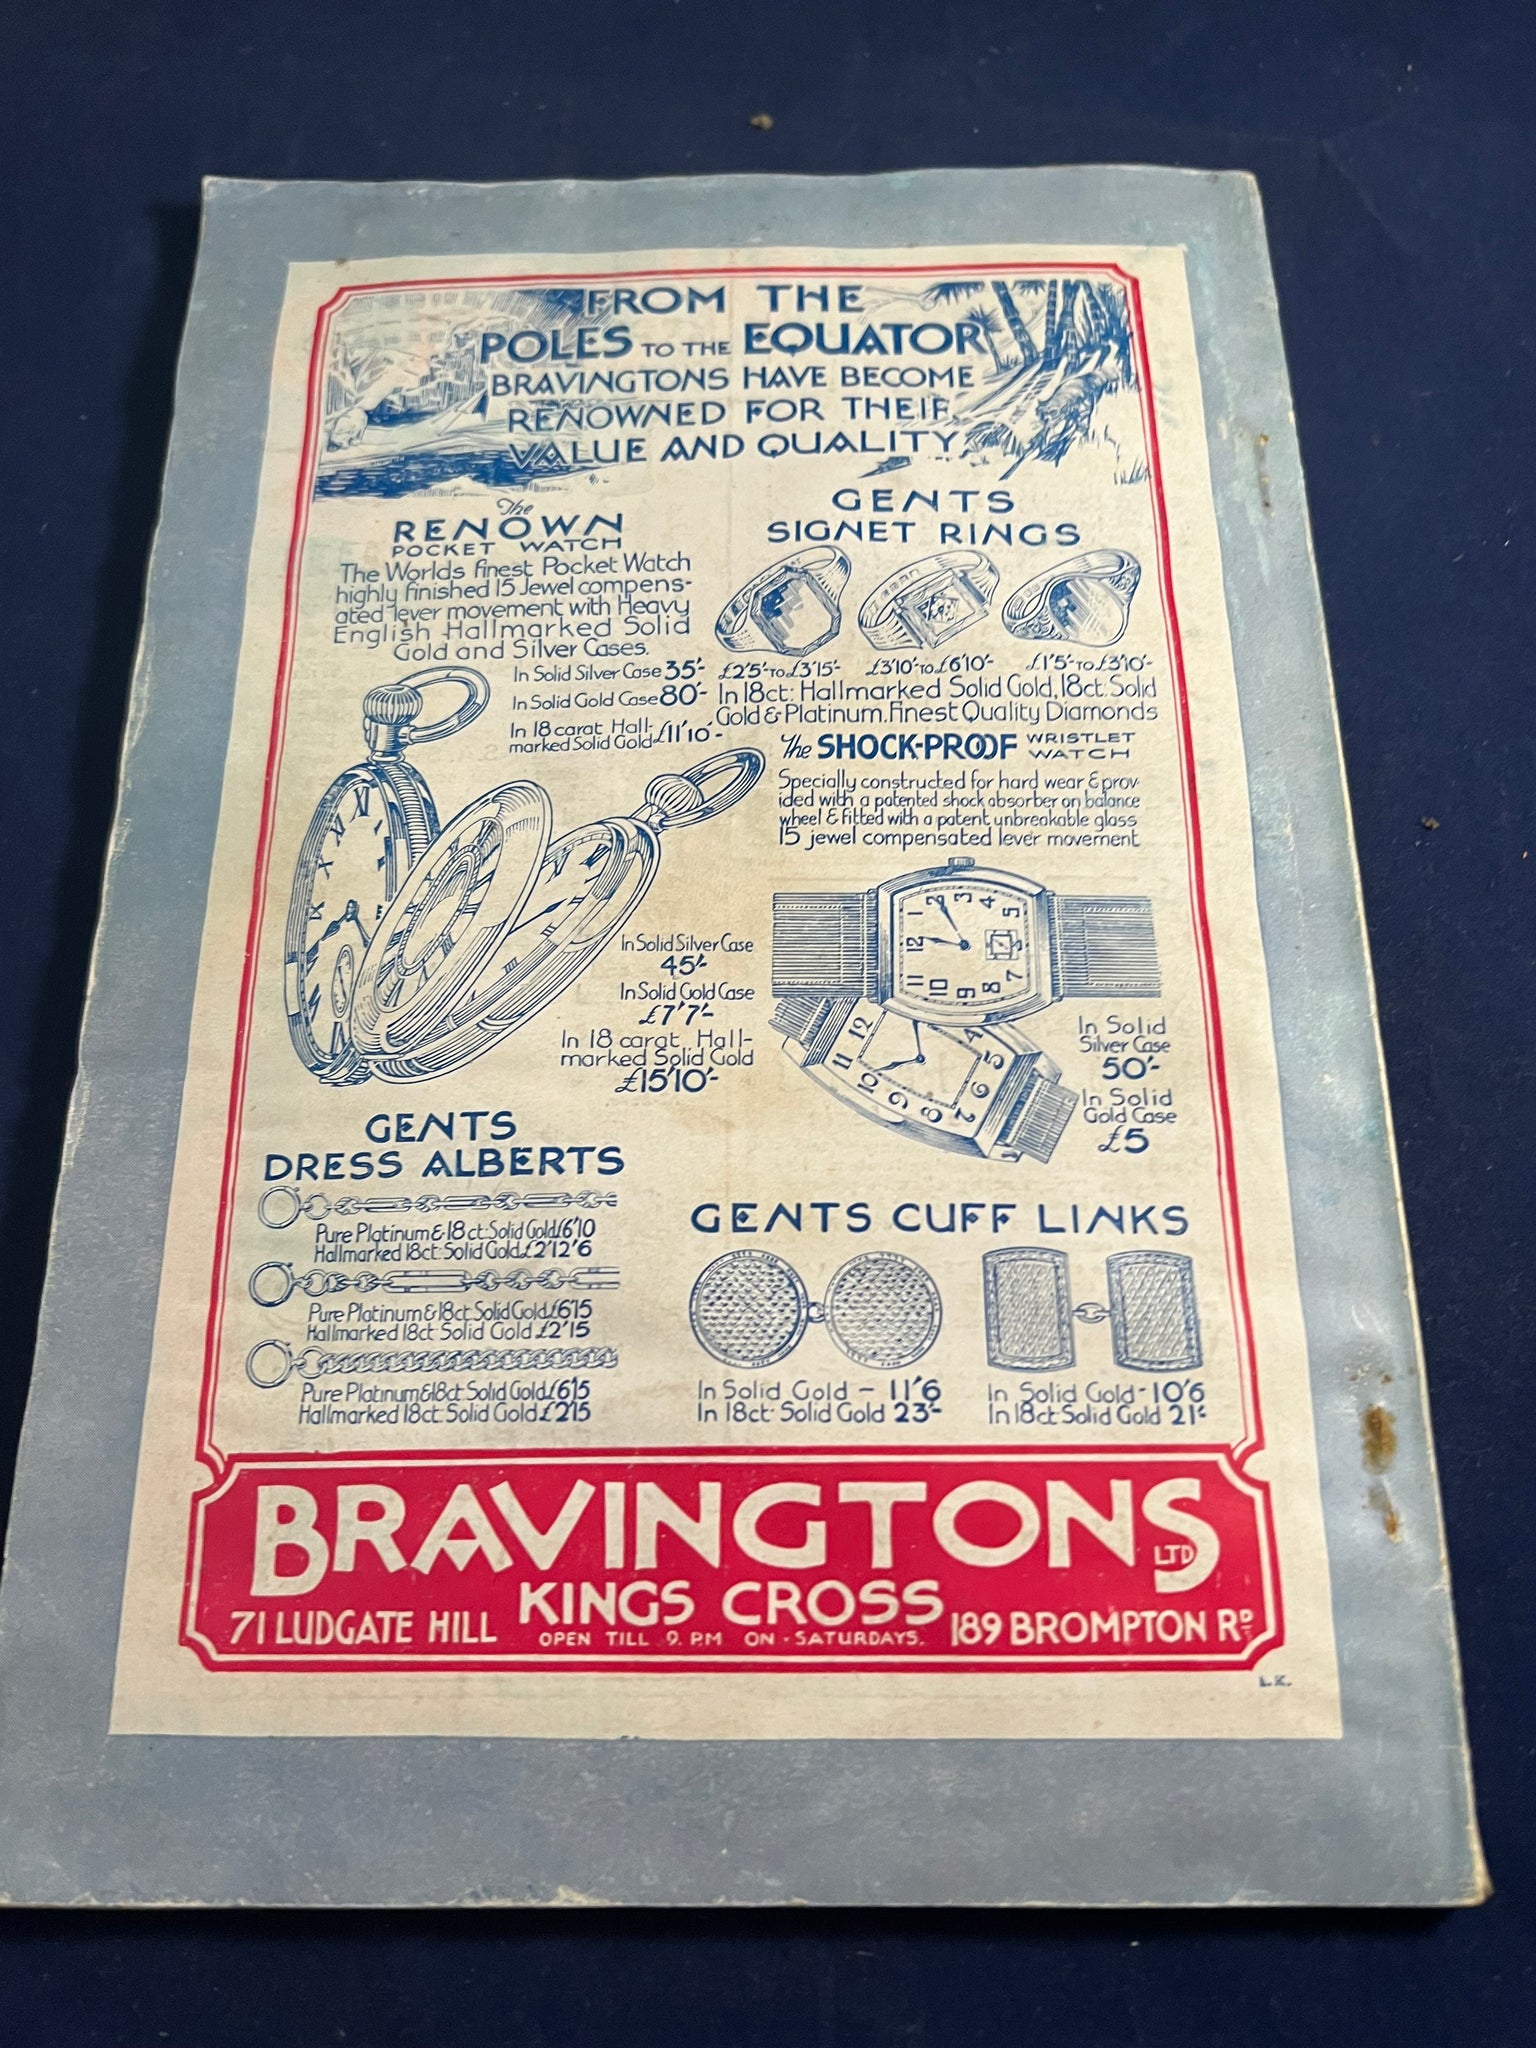 FROM THE
POLES TO THE EQUATOR
BRAVINGTONS HAVE BECOME
RENOWNED FOR THEIR
VALUE AND QUALITY
The
RENOWN
POCKET WATCH
The Worlds finest Pocket Watch
highly finished 15 Jewel compens-
ated lever movement with Heavy
English Hallmarked Solid
Gold and Silver Cases.
In Solid Silver Case 35'-
In Solid Gold Case 80'-
In 18 carat Hall-
marked Solid Gold £11'10'-
In Solid Silver Case
45'-
In Solid Gold Case
£7'7'-
In 18 carat Hall-
marked Solid Gold
£15'10'-
GENTS
SIGNET RINGS
£2'5'- TO £3'15'-
£3'10'- TO £6'10'-
£1'5'- TO £3'10'-
In 18ct: Hallmarked Solid Gold, 18ct: Solid
Gold & Platinum. Finest Quality Diamonds
The SHOCK-PROOF WRISTLET
WATCH
Specially constructed for hard wear & prov-
ided with a patented shock absorber on balance
wheel & fitted with a patent unbreakable glass
15 jewel compensated lever movement
In Solid
Silver Case
50'-
In Solid
Gold Case
£5
GENTS
DRESS ALBERTS
Pure Platinum & 18ct: Solid Gold £6'10
Hallmarked 18ct: Solid Gold £2'12'6
Pure Platinum & 18ct: Solid Gold £6'15
Hallmarked 18ct: Solid Gold £2'15
Pure Platinum & 18ct: Solid Gold £6'15
Hallmarked 18ct: Solid Gold £2'15
GENTS CUFF LINKS
In Solid Gold – 11'6
In 18ct: Solid Gold 23'-
In Solid Gold - 10'6
In 18ct: Solid Gold 21'-
BRAVINGTONS LTD
KINGS CROSS
71 LUDGATE HILL
OPEN TILL 9. P.M ON - SATURDAYS.
189 BROMPTON RD
L.K.